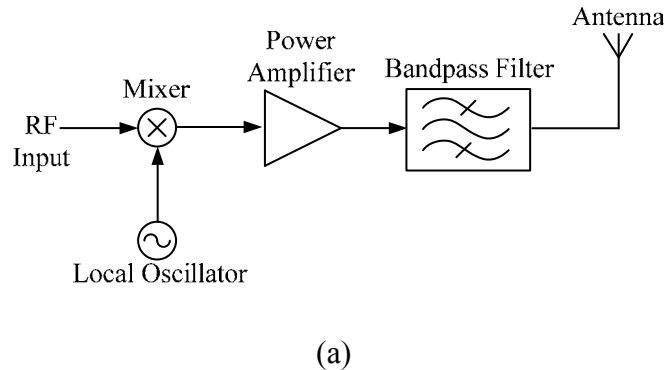 Antenna
Power
Amplifier
Bandpass Filter
Mixer
RF
Input
Local Oscillator
(a)